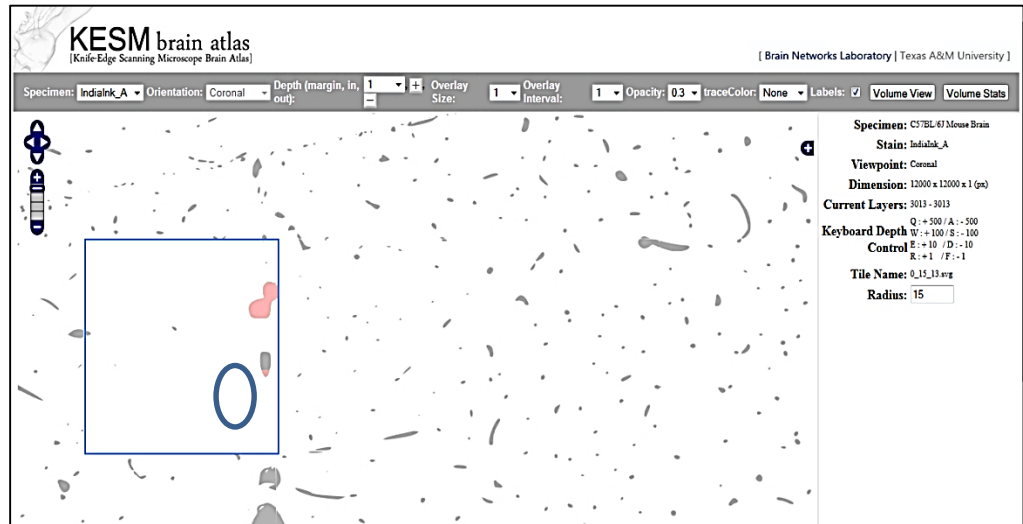 KESM brain atlas
[Knife-Edge Scanning Microscope Brain Atlas]
[ Brain Networks Laboratory | Texas A&M University ]
Specimen: IndiaInk_A Orientation: Coronal Depth (margin, in, out): 1 + − Overlay Size: 1 Overlay Interval: 1 Opacity: 0.3 traceColor: None Labels: Volume View Volume Stats
Specimen: C57BL/6J Mouse Brain
Stain: IndiaInk_A
Viewpoint: Coronal
Dimension: 12000 x 12000 x 1 (px)
Current Layers: 3013 - 3013
Keyboard Depth Control
Q : + 500 / A : - 500
W : + 100 / S : - 100
E : + 10 / D : - 10
R : + 1 / F : - 1
Tile Name: 0_15_13.svg
Radius: 15